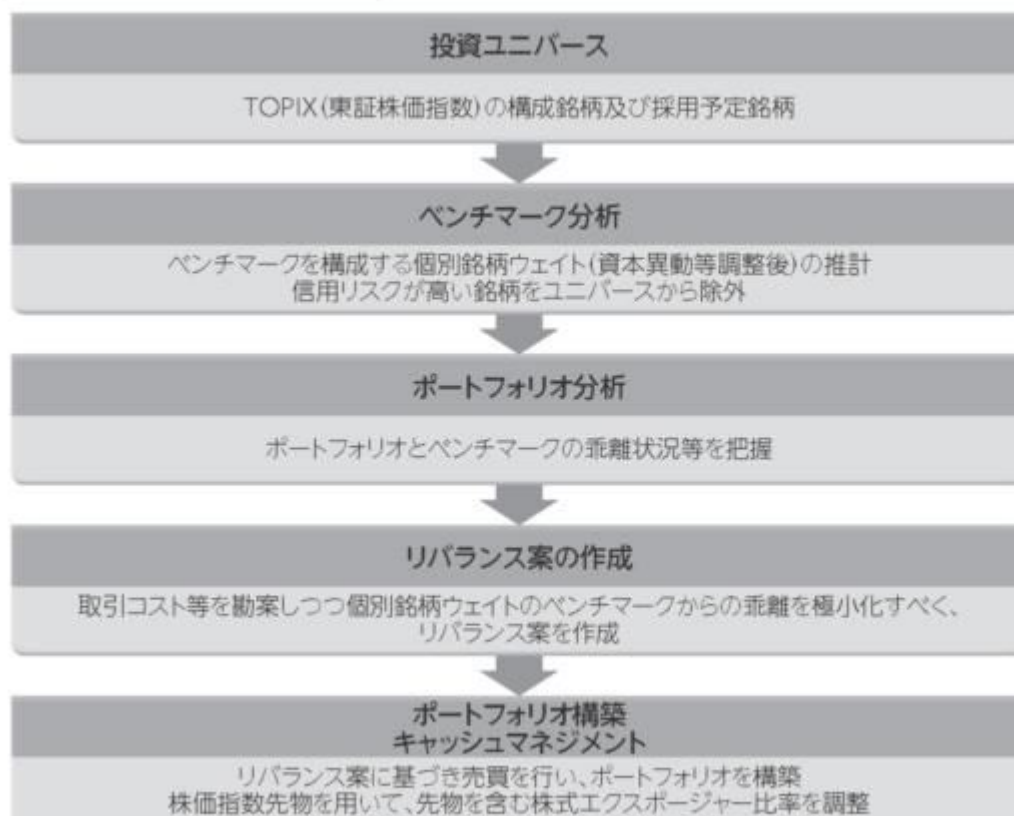 投資ユニバース
TOPIX(東証株価指数)の構成銘柄及び採用予定銘柄
ベンチマーク分析
ベンチマークを構成する個別銘柄ウェイト(資本異動等調整後)の推計
信用リスクが高い銘柄をユニバースから除外
ポートフォリオ分析
ポートフォリオとベンチマークの乖離状況等を把握
リバランス案の作成
取引コスト等を勘案しつつ個別銘柄ウェイトのベンチマークからの乖離を極小化すべく、
リバランス案を作成
ポートフォリオ構築
キャッシュマネジメント
リバランス案に基づき売買を行い、ポートフォリオを構築
株価指数先物を用いて、先物を含む株式エクスポージャー比率を調整